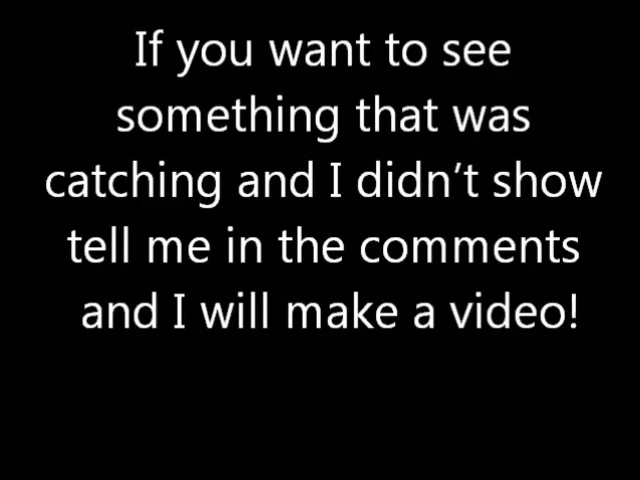 If you want to see
something that was
catching and I didn’t show
tell me in the comments
and I will make a video!